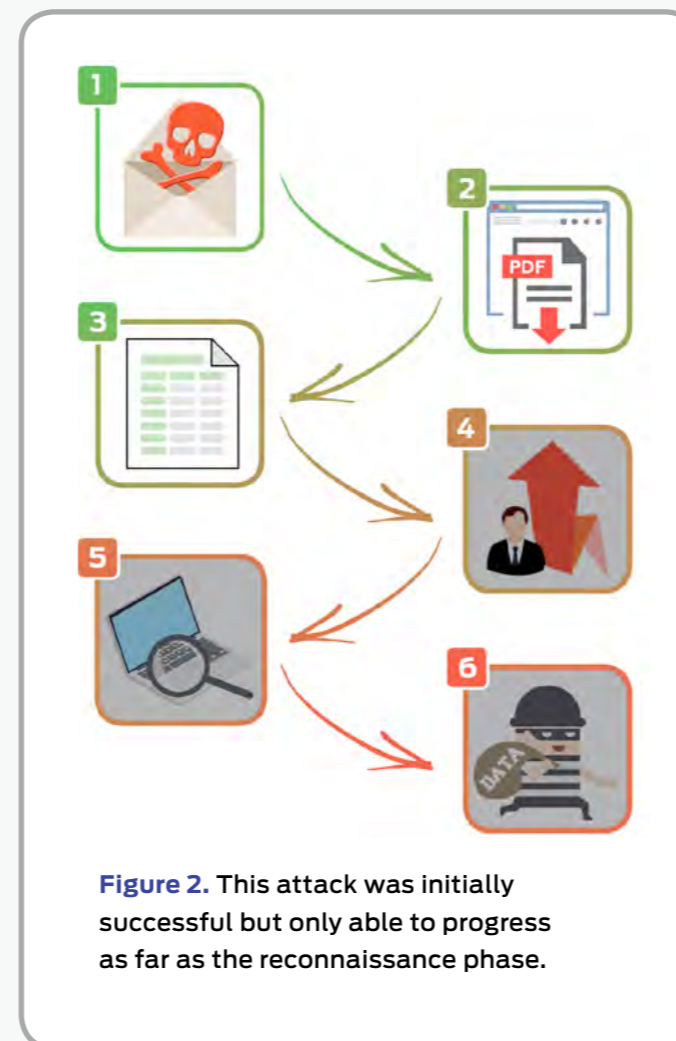 1
2
PDF
3
4
5
6
DATA
Figure 2. This attack was initially
successful but only able to progress
as far as the reconnaissance phase.